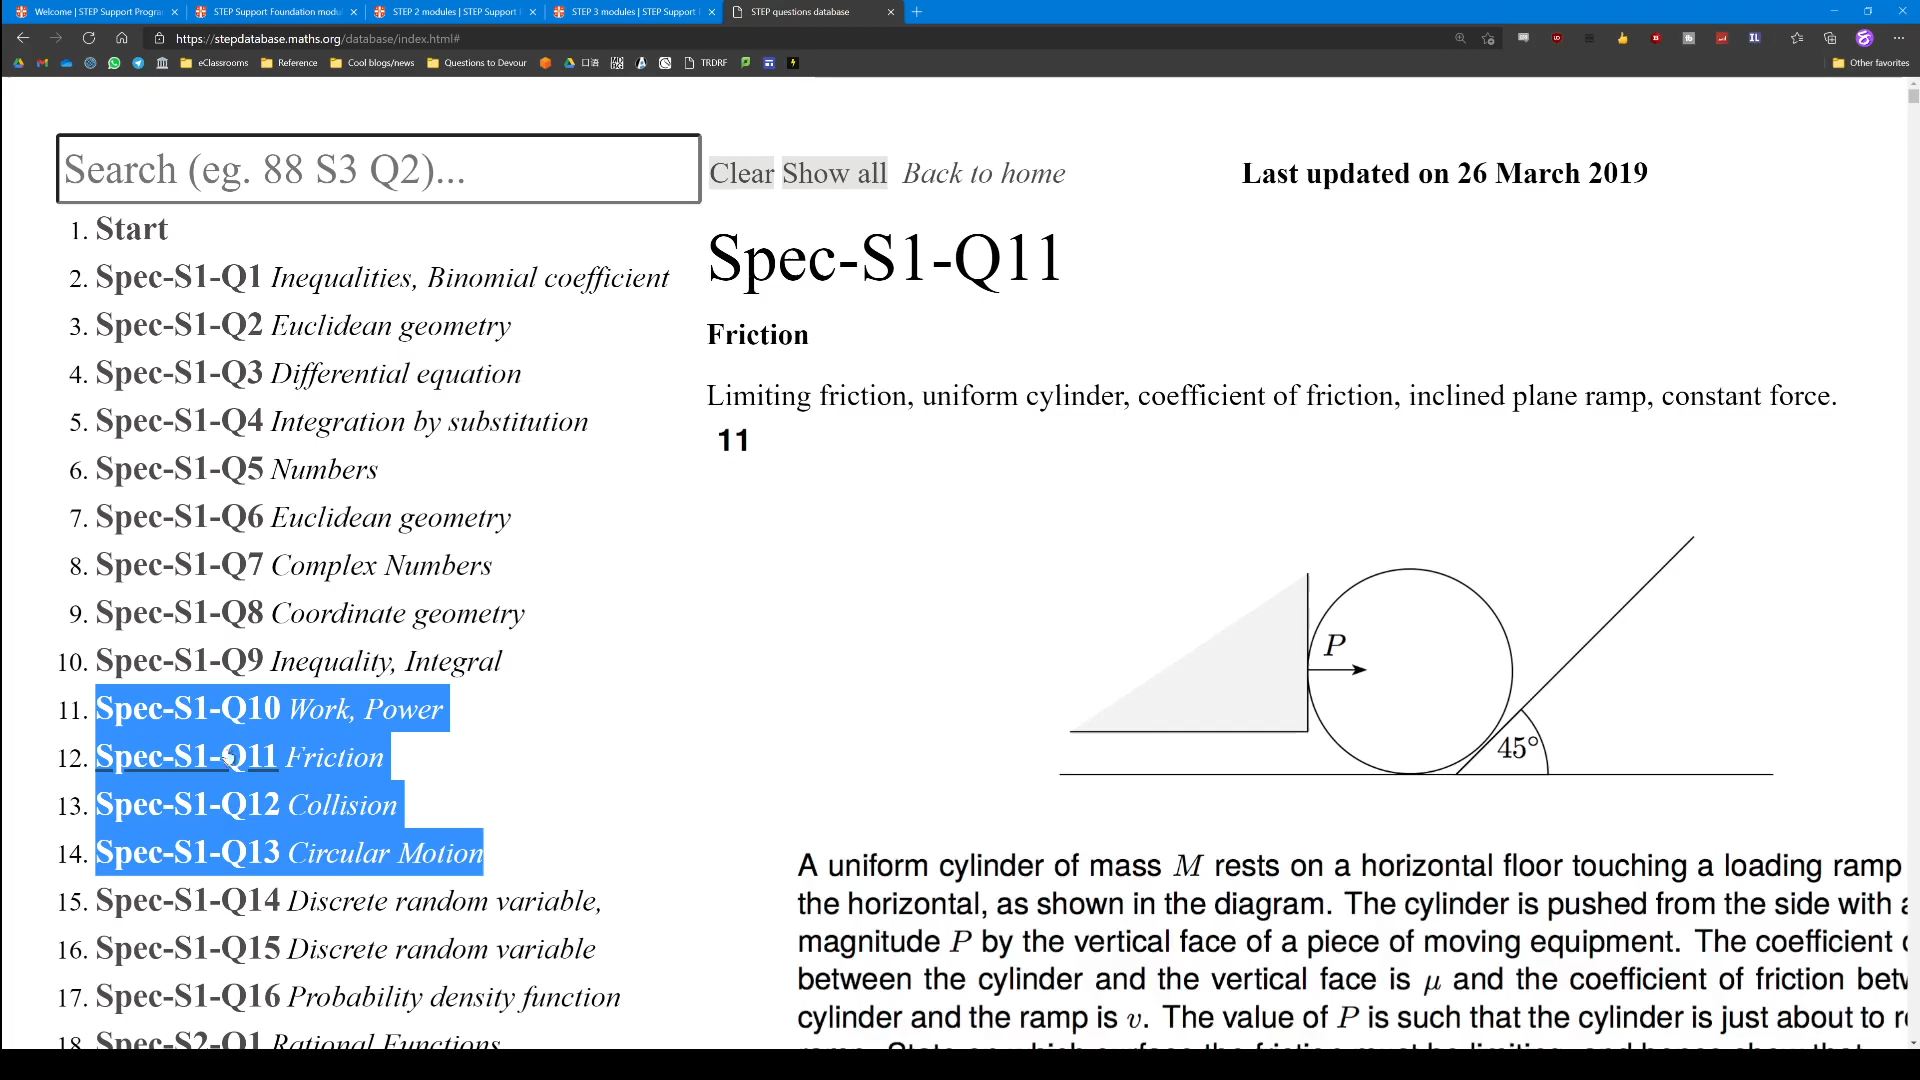 Welcome | STEP Support Progra
STEP Support Foundation modul
STEP 2 modules | STEP Support
STEP 3 modules | STEP Support
STEP questions database
https://stepdatabase.maths.org/database/index.html#
eClassrooms
Reference
Cool blogs/news
Questions to Devour
口语
TRDRF
Other favorites
Search (eg. 88 S3 Q2)...
Clear Show all Back to home
Last updated on 26 March 2019
1. Start
2. Spec-S1-Q1 Inequalities, Binomial coefficient
3. Spec-S1-Q2 Euclidean geometry
4. Spec-S1-Q3 Differential equation
5. Spec-S1-Q4 Integration by substitution
6. Spec-S1-Q5 Numbers
7. Spec-S1-Q6 Euclidean geometry
8. Spec-S1-Q7 Complex Numbers
9. Spec-S1-Q8 Coordinate geometry
10. Spec-S1-Q9 Inequality, Integral
11. Spec-S1-Q10 Work, Power
12. Spec-S1-Q11 Friction
13. Spec-S1-Q12 Collision
14. Spec-S1-Q13 Circular Motion
15. Spec-S1-Q14 Discrete random variable,
16. Spec-S1-Q15 Discrete random variable
17. Spec-S1-Q16 Probability density function
18. Spec-S2-Q1 Rational Functions
Spec-S1-Q11
Friction
Limiting friction, uniform cylinder, coefficient of friction, inclined plane ramp, constant force.
11
P
45°
A uniform cylinder of mass M rests on a horizontal floor touching a loading ramp
the horizontal, as shown in the diagram. The cylinder is pushed from the side with a
magnitude P by the vertical face of a piece of moving equipment. The coefficient
between the cylinder and the vertical face is μ and the coefficient of friction betw
cylinder and the ramp is ν. The value of P is such that the cylinder is just about to r